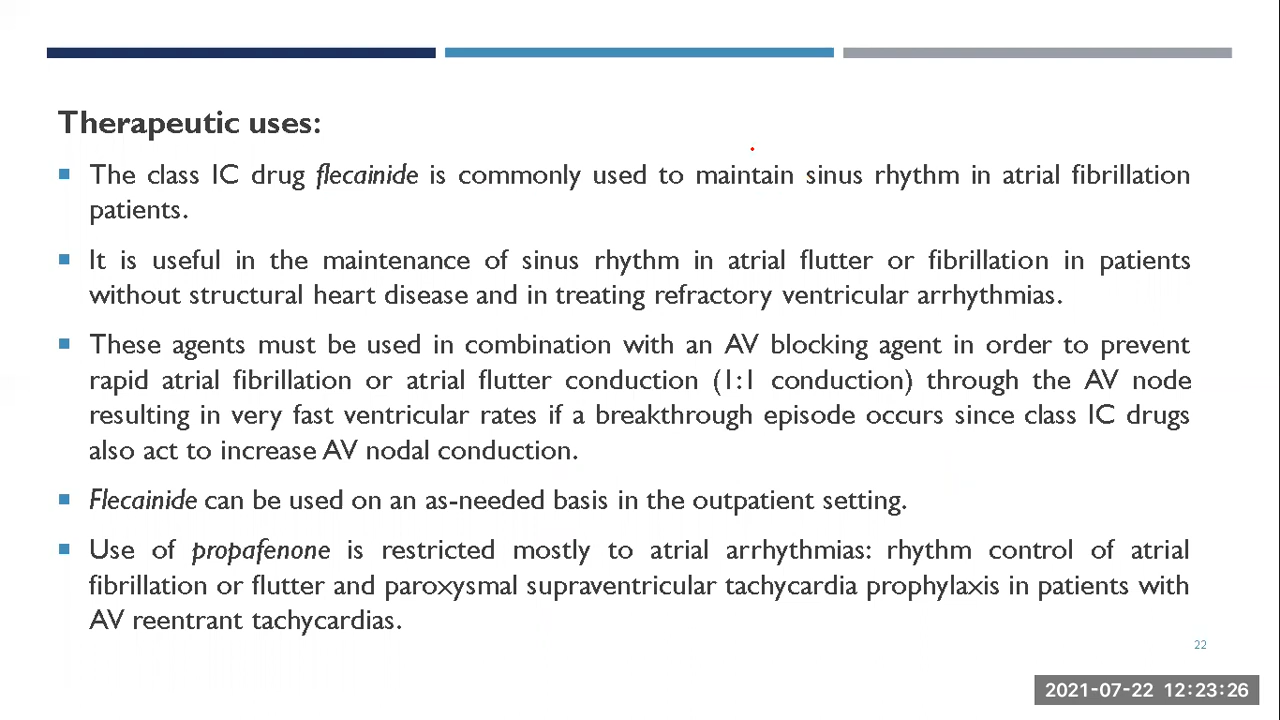 Therapeutic uses:
The class IC drug flecainide is commonly used to maintain sinus rhythm in atrial fibrillation
patients.
It is useful in the maintenance of sinus rhythm in atrial flutter or fibrillation in patients
without structural heart disease and in treating refractory ventricular arrhythmias.
These agents must be used in combination with an AV blocking agent in order to prevent
rapid atrial fibrillation or atrial flutter conduction (1:1 conduction) through the AV node
resulting in very fast ventricular rates if a breakthrough episode occurs since class IC drugs
also act to increase AV nodal conduction.
Flecainide can be used on an as-needed basis in the outpatient setting.
Use of propafenone is restricted mostly to atrial arrhythmias: rhythm control of atrial
fibrillation or flutter and paroxysmal supraventricular tachycardia prophylaxis in patients with
AV reentrant tachycardias.
22
2021-07-22 12:23:26